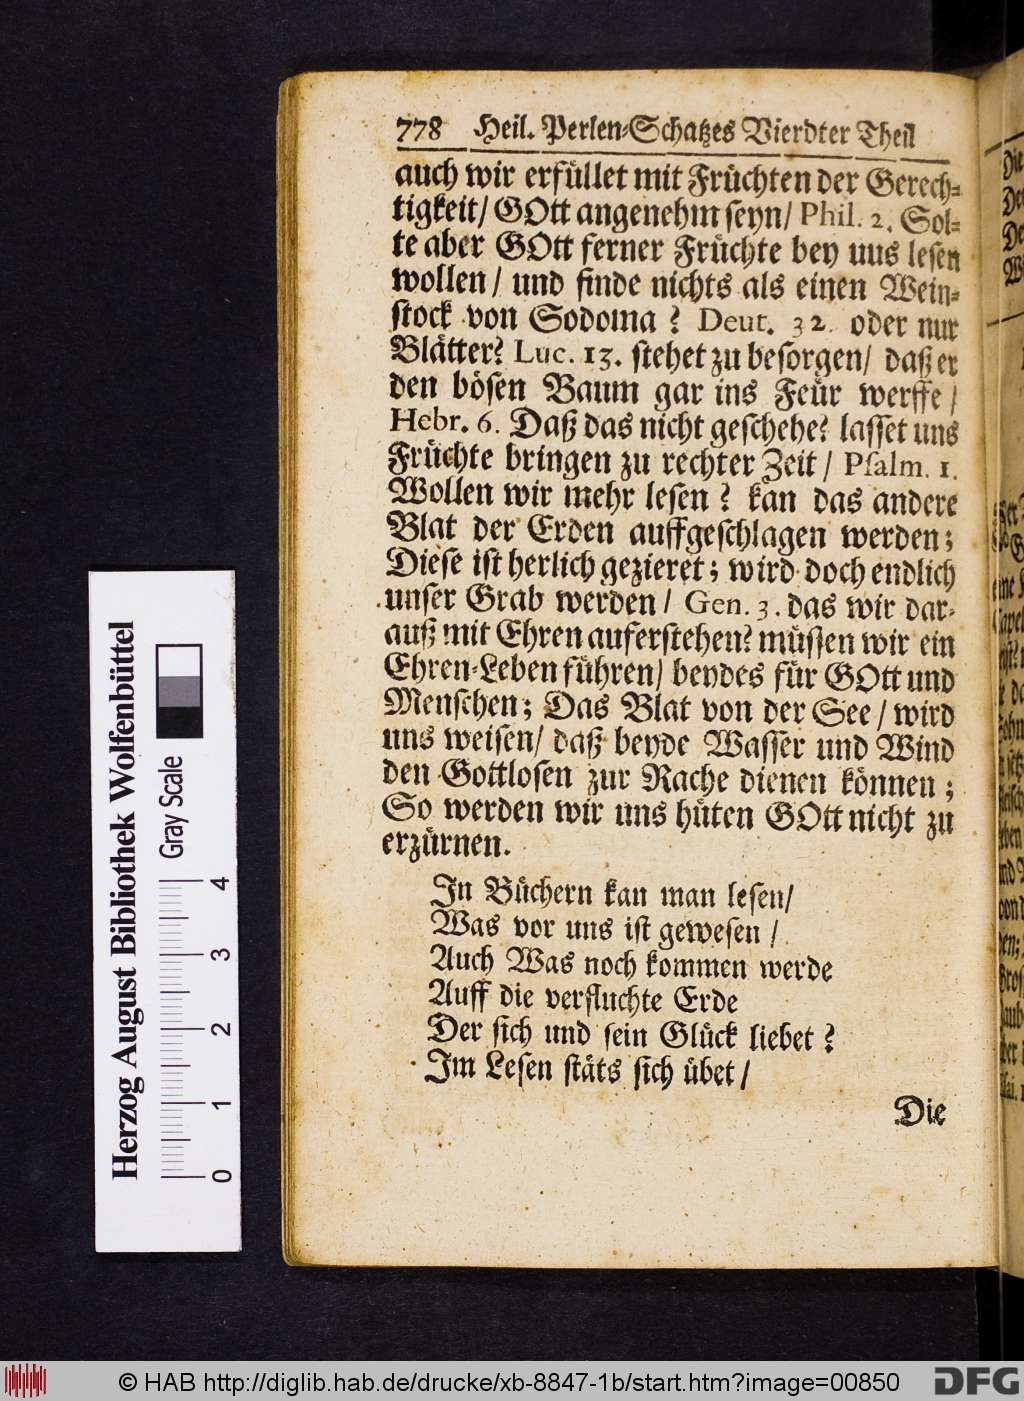 778 Heil. Perlen-Schatzes Vierdter Theil
auch wir erfüllet mit Früchten der Gerech-
tigkeit/ GOtt angenehm seyn/ Phil. 2. Sol-
te aber GOtt ferner Früchte bey uus lesen
wollen/ und finde nichts als einen Wein-
stock von Sodoma? Deut. 32. oder nur
Blätter? Luc. 13. stehet zu besorgen/ daß er
den bösen Baum gar ins Feür werffe/
Hebr. 6. Daß das nicht geschehe? lasset uns
Früchte bringen zu rechter Zeit/ Psalm. 1.
Wollen wir mehr lesen? kan das andere
Blat der Erden auffgeschlagen werden;
Diese ist herlich gezieret; wird doch endlich
unser Grab werden/ Gen. 3. das wir dar-
auß mit Ehren auferstehen? müssen wir ein
Ehren-Leben führen/ beydes für GOtt und
Menschen; Das Blat von der See/ wird
uns weisen/ daß beyde Wasser und Wind
den Gottlosen zur Rache dienen können;
So werden wir uns hüten GOtt nicht zu
erzürnen.
In Büchern kan man lesen/
Was vor uns ist gewesen/
Auch Was noch kommen werde
Auff die verfluchte Erde
Der sich und sein Glück liebet?
Im Lesen stäts sich übet/
Die
Herzog August Bibliothek Wolfenbüttel
Gray Scale
0 1 2 3 4
© HAB http://diglib.hab.de/drucke/xb-8847-1b/start.htm?image=00850
DFG